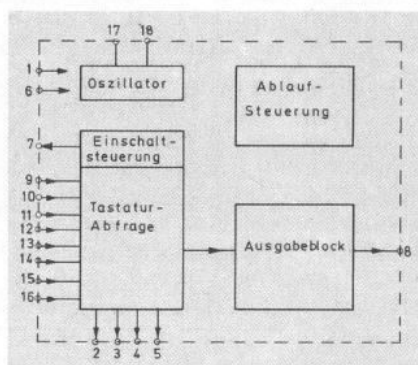 17 18
1
6
Oszillator
Ablauf-
Steuerung
7
Einschalt-
steuerung
9
10
11
12
13
14
15
16
Tastatur-
Abfrage
Ausgabeblock
8
2 3 4 5